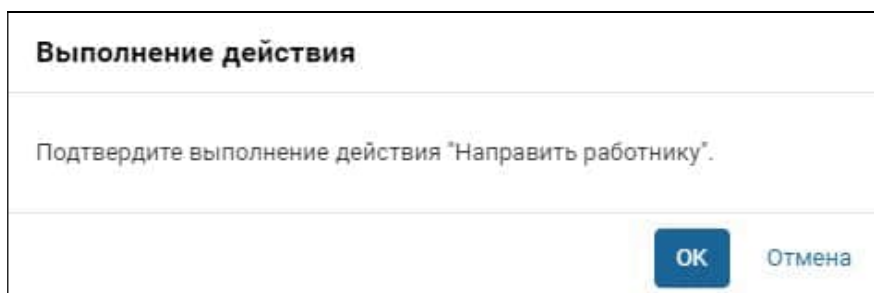 Выполнение действия
Подтвердите выполнение действия "Направить работнику".
ОК
Отмена